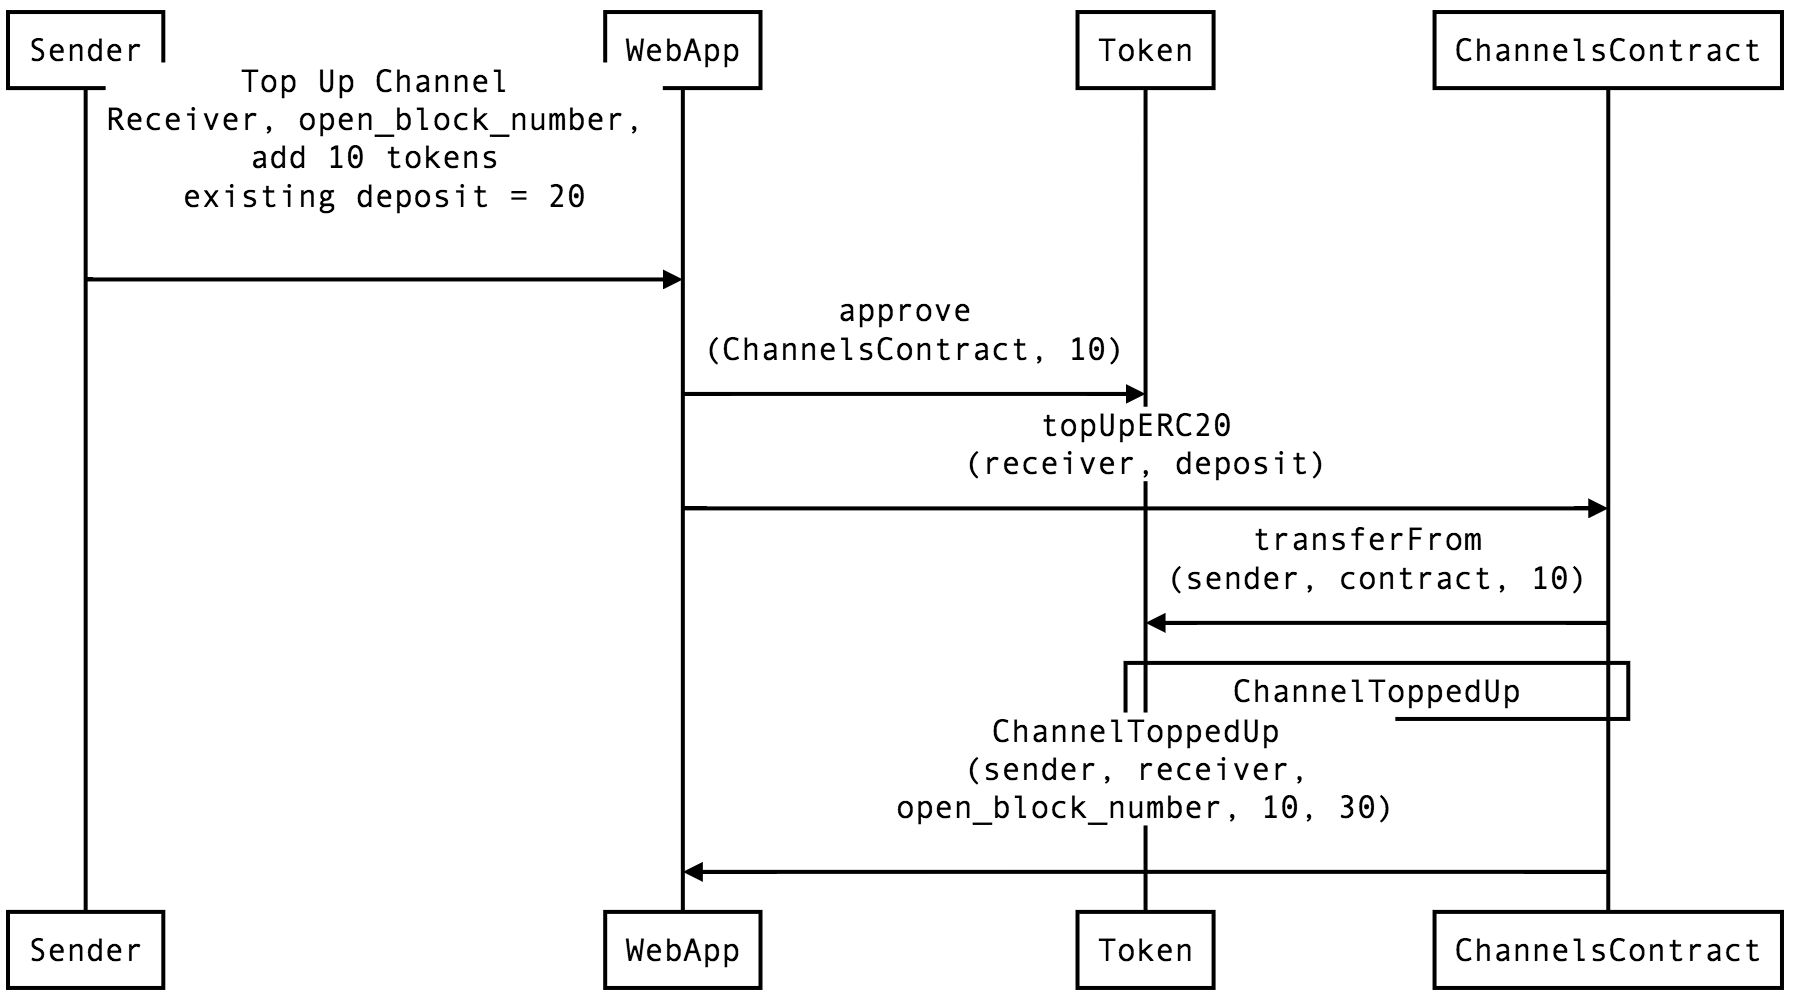 Sender
WebApp
Token
ChannelsContract
Top Up Channel
Receiver, open_block_number,
add 10 tokens
existing deposit = 20
approve
(ChannelsContract, 10)
topUpERC20
(receiver, deposit)
transferFrom
(sender, contract, 10)
ChannelToppedUp
ChannelToppedUp
(sender, receiver,
open_block_number, 10, 30)
Sender
WebApp
Token
ChannelsContract